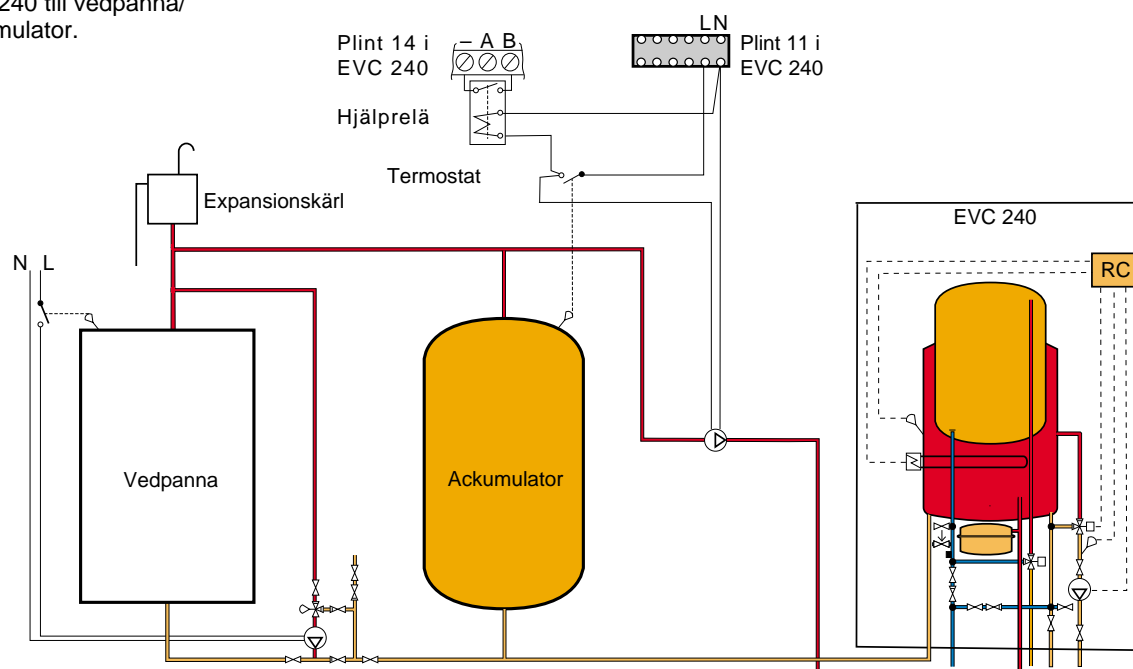 240 till vedpanna/
mulator.
L N
Plint 14 i
EVC 240
– A B
Plint 11 i
EVC 240
Hjälprelä
Termostat
Expansionskärl
EVC 240
N L
RC
Vedpanna
Ackumulator